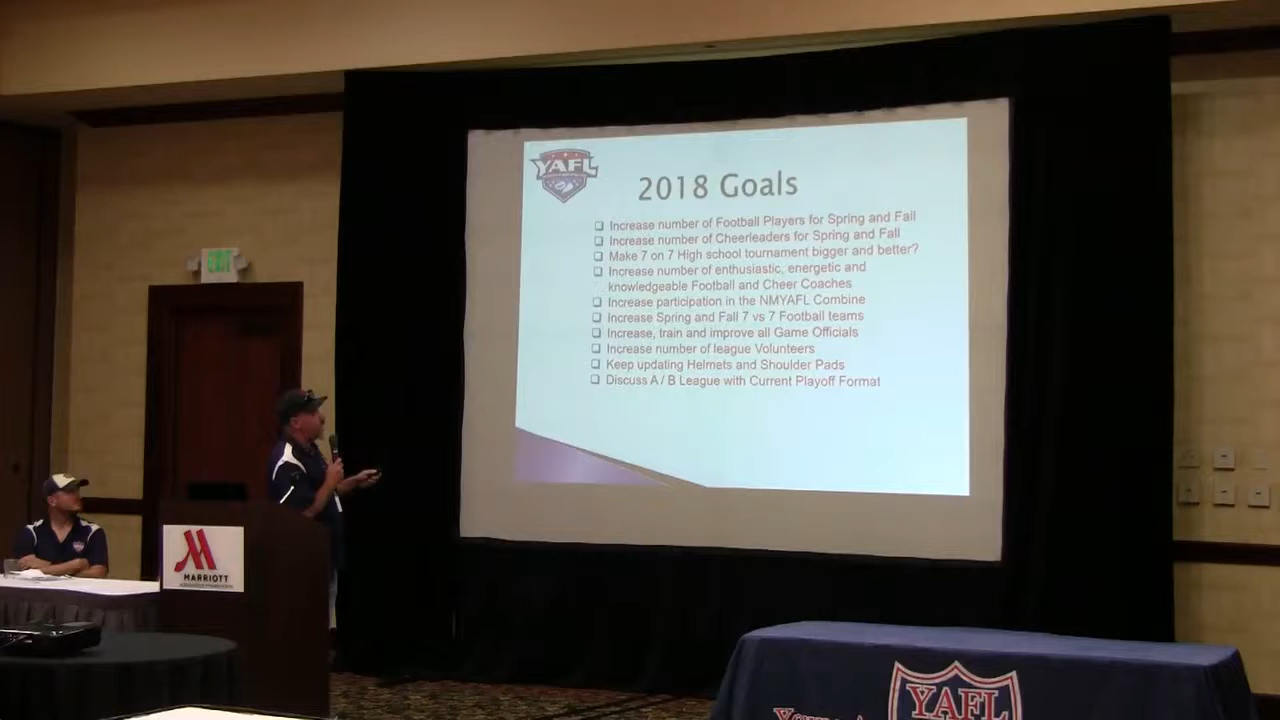 YAFL
2018 Goals
❑ Increase number of Football Players for Spring and Fall
❑ Increase number of Cheerleaders for Spring and Fall
❑ Make 7 on 7 High school tournament bigger and better?
❑ Increase number of enthusiastic, energetic and
knowledgeable Football and Cheer Coaches
❑ Increase participation in the NMYAFL Combine
❑ Increase Spring and Fall 7 vs 7 Football teams
❑ Increase, train and improve all Game Officials
❑ Increase number of league Volunteers
❑ Keep updating Helmets and Shoulder Pads
❑ Discuss A / B League with Current Playoff Format
EXIT
MARRIOTT
YAFL